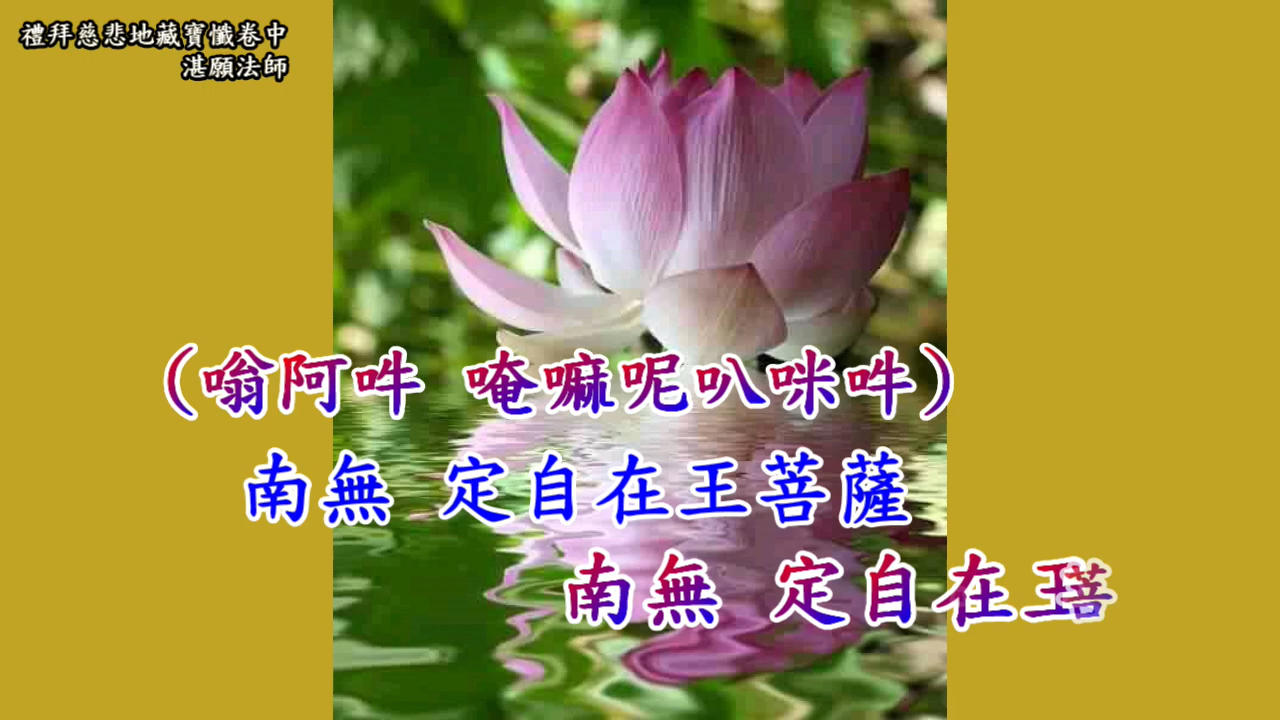 禮拜慈悲地藏寶懺卷中
湛願法師
（嗡阿吽 唵嘛呢叭咪吽）
南無 定自在王菩薩
南無 定自在王菩